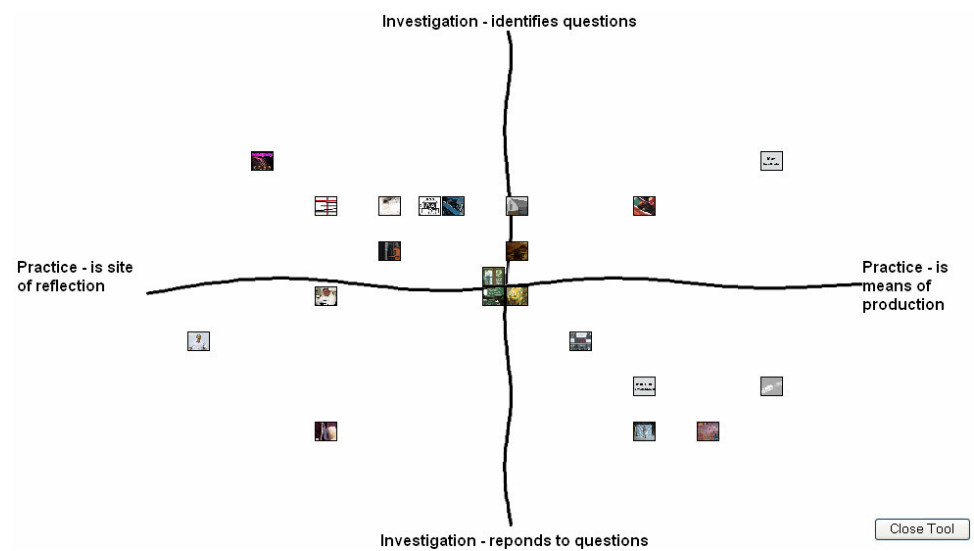 Investigation - identifies questions
Practice - is site
of reflection
Practice - is
means of
production
Investigation - reponds to questions
Close Tool